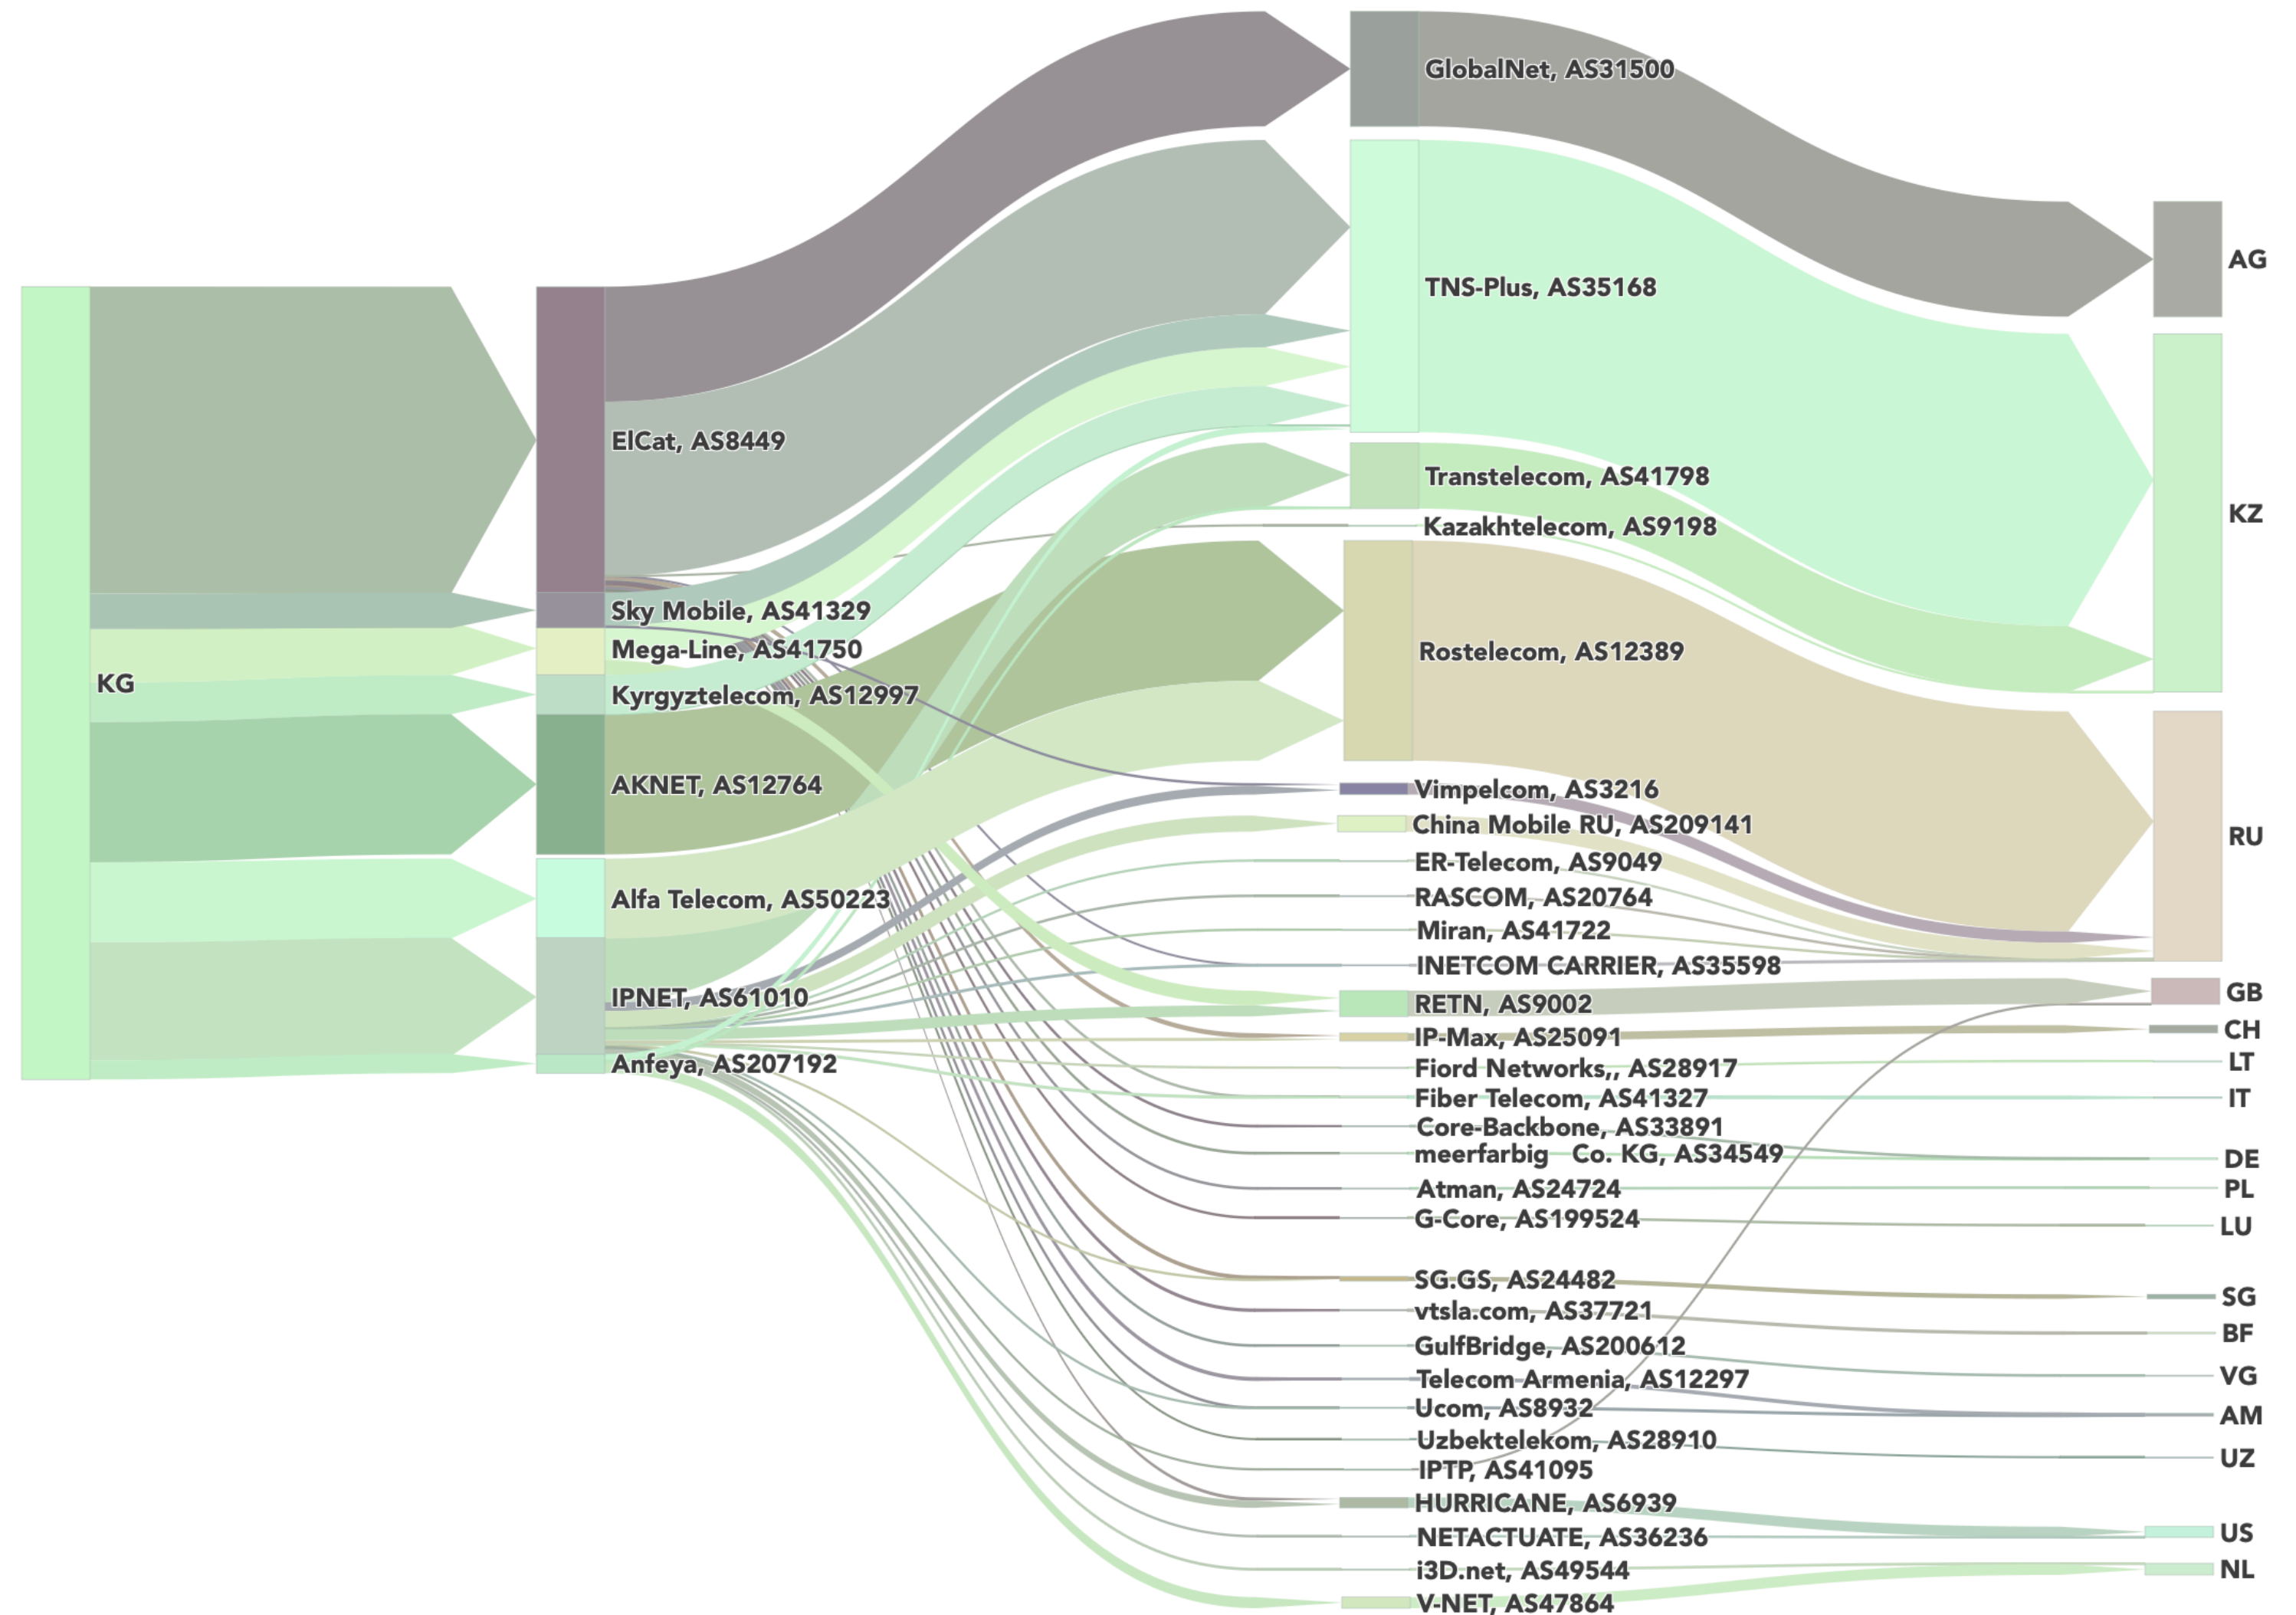 KG
ElCat, AS8449
Sky Mobile, AS41329
Mega-Line, AS41750
Kyrgyztelecom, AS12997
AKNET, AS12764
Alfa Telecom, AS50223
IPNET, AS61010
Anfeya, AS207192
GlobalNet, AS31500
TNS-Plus, AS35168
Transtelecom, AS41798
Kazakhtelecom, AS9198
Rostelecom, AS12389
Vimpelcom, AS3216
China Mobile RU, AS209141
ER-Telecom, AS9049
RASCOM, AS20764
Miran, AS41722
INETCOM CARRIER, AS35598
RETN, AS9002
IP-Max, AS25091
Fiord Networks,, AS28917
Fiber Telecom, AS41327
Core-Backbone, AS33891
meerfarbig Co. KG, AS34549
Atman, AS24724
G-Core, AS199524
SG.GS, AS24482
vtsla.com, AS37721
GulfBridge, AS200612
Telecom Armenia, AS12297
Ucom, AS8932
Uzbektelekom, AS28910
IPTP, AS41095
HURRICANE, AS6939
NETACTUATE, AS36236
i3D.net, AS49544
V-NET, AS47864
AG
KZ
RU
GB
CH
LT
IT
DE
PL
LU
SG
BF
VG
AM
UZ
US
NL